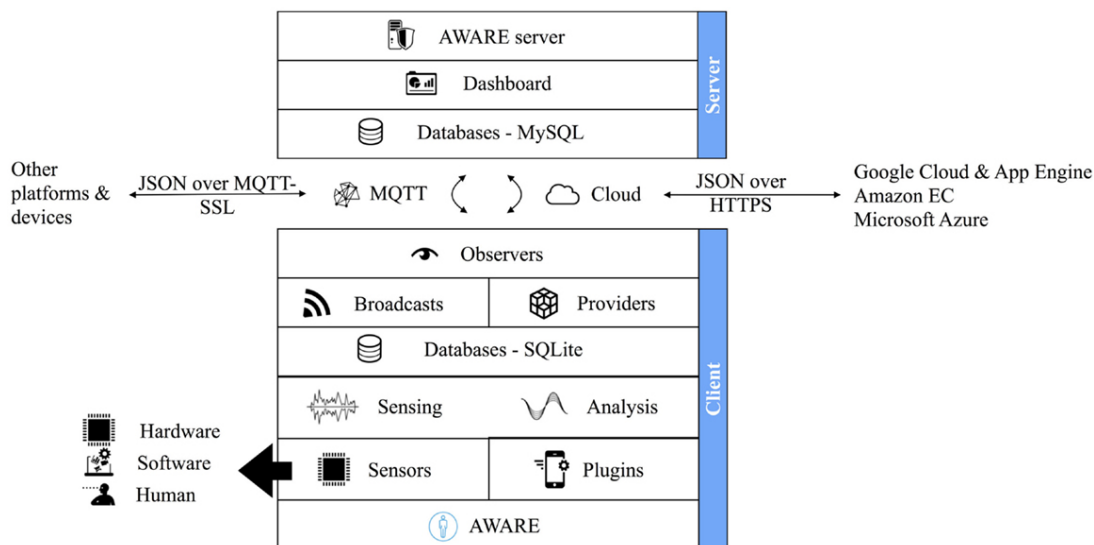 AWARE server
Dashboard
Databases - MySQL
Server
Other
platforms &
devices
JSON over MQTT-
SSL
MQTT
Cloud
JSON over
HTTPS
Google Cloud & App Engine
Amazon EC
Microsoft Azure
Observers
Broadcasts
Providers
Databases - SQLite
Sensing
Analysis
Client
Hardware
Software
Human
Sensors
Plugins
AWARE